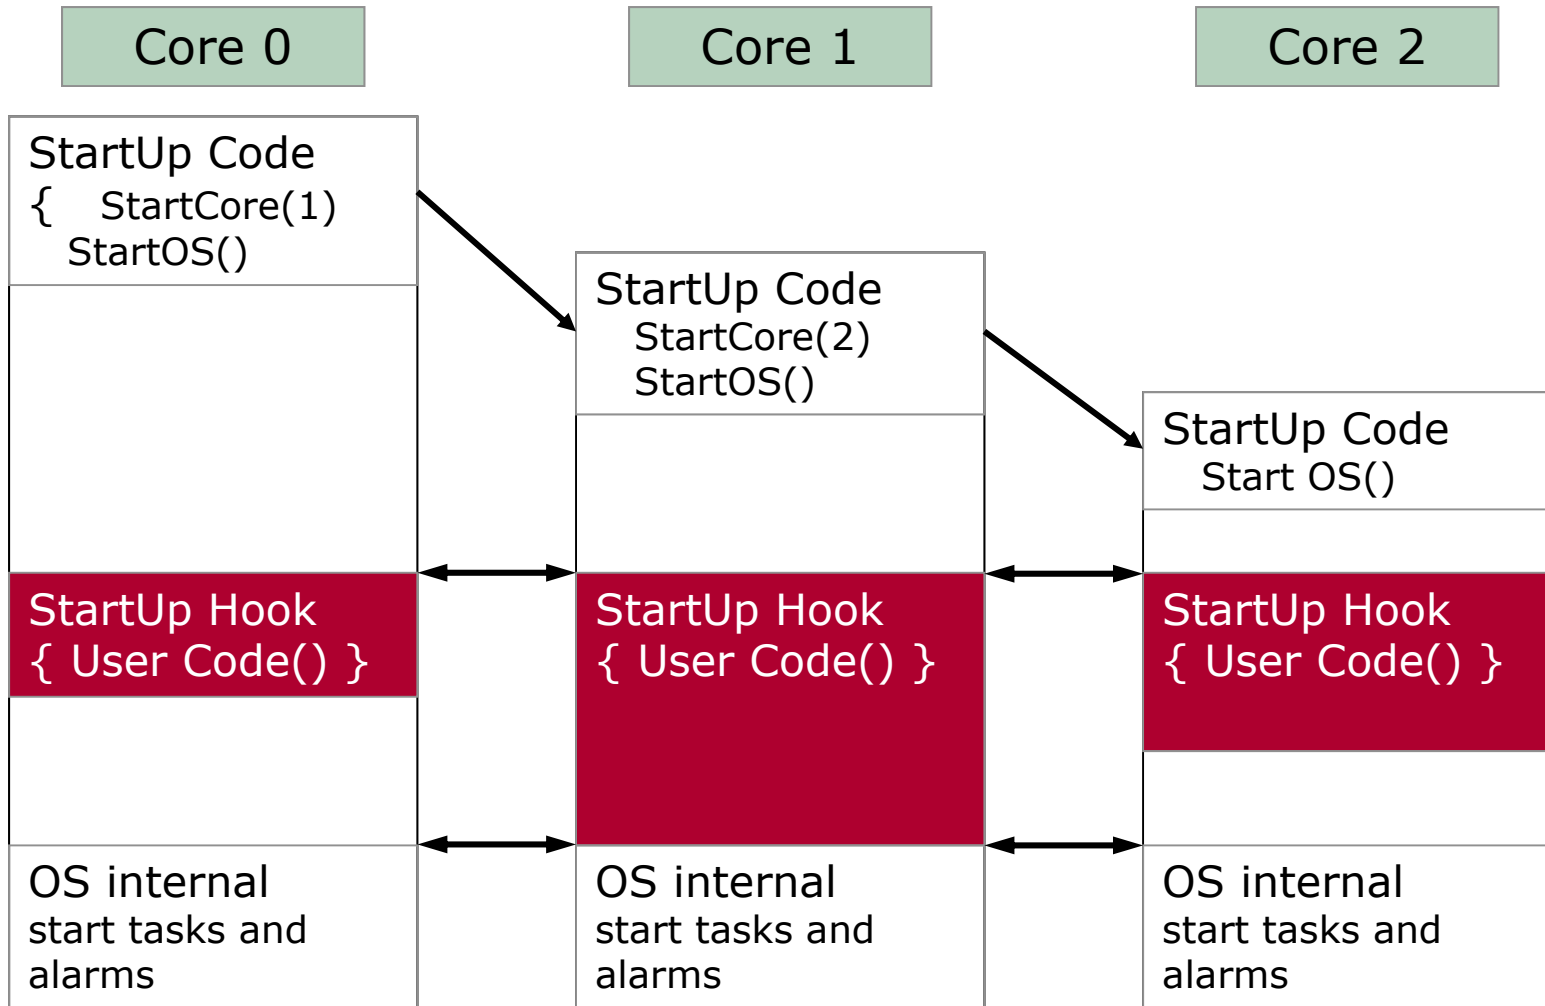 Core 0
Core 1
Core 2
StartUp Code
{ StartCore(1)
StartOS()
StartUp Code
StartCore(2)
StartOS()
StartUp Code
Start OS()
StartUp Hook
{ User Code() }
StartUp Hook
{ User Code() }
StartUp Hook
{ User Code() }
OS internal
start tasks and
alarms
OS internal
start tasks and
alarms
OS internal
start tasks and
alarms